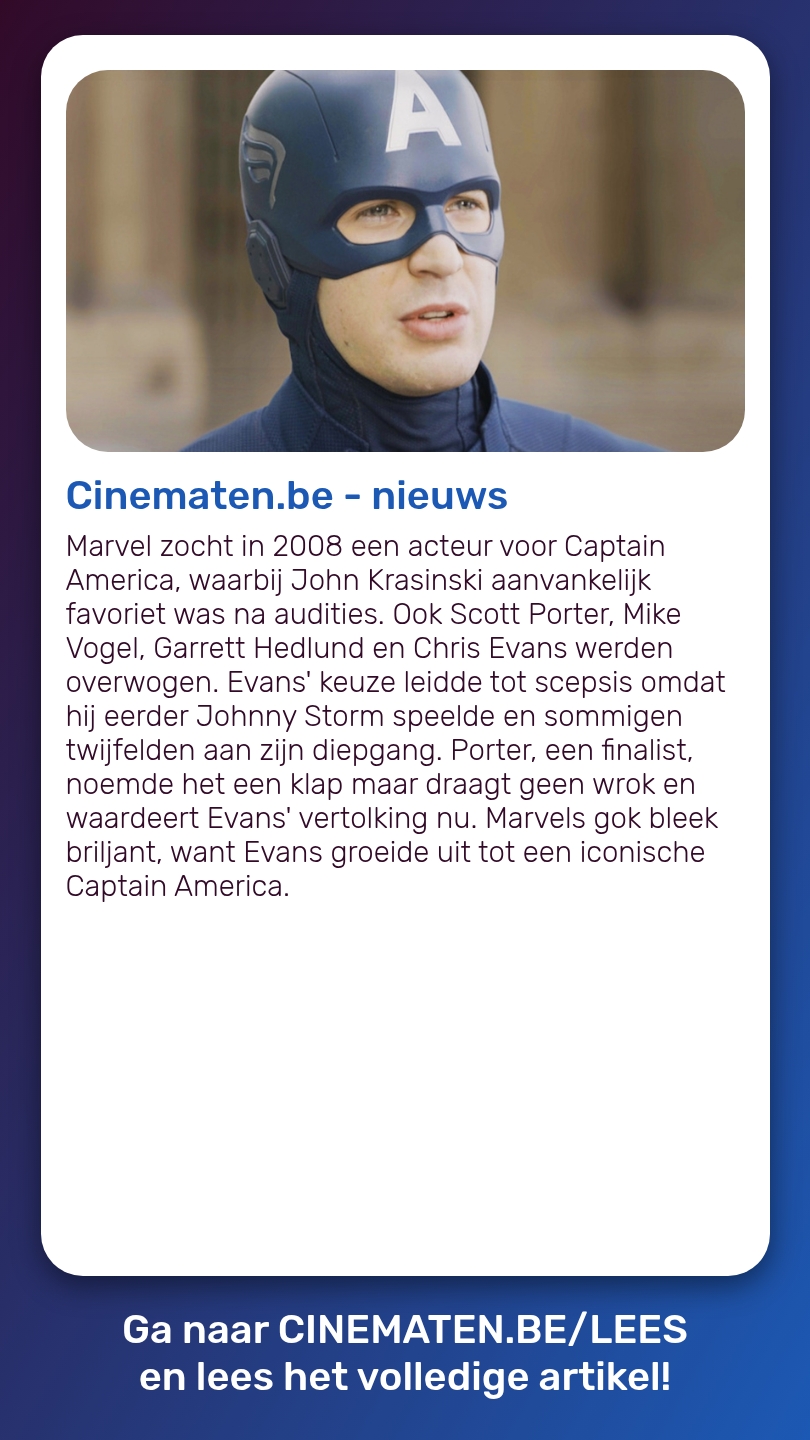 A
Cinematen.be - nieuws
Marvel zocht in 2008 een acteur voor Captain
America, waarbij John Krasinski aanvankelijk
favoriet was na audities. Ook Scott Porter, Mike
Vogel, Garrett Hedlund en Chris Evans werden
overwogen. Evans' keuze leidde tot scepsis omdat
hij eerder Johnny Storm speelde en sommigen
twijfelden aan zijn diepgang. Porter, een finalist,
noemde het een klap maar draagt geen wrok en
waardeert Evans' vertolking nu. Marvels gok bleek
briljant, want Evans groeide uit tot een iconische
Captain America.
Ga naar CINEMATEN.BE/LEES
en lees het volledige artikel!